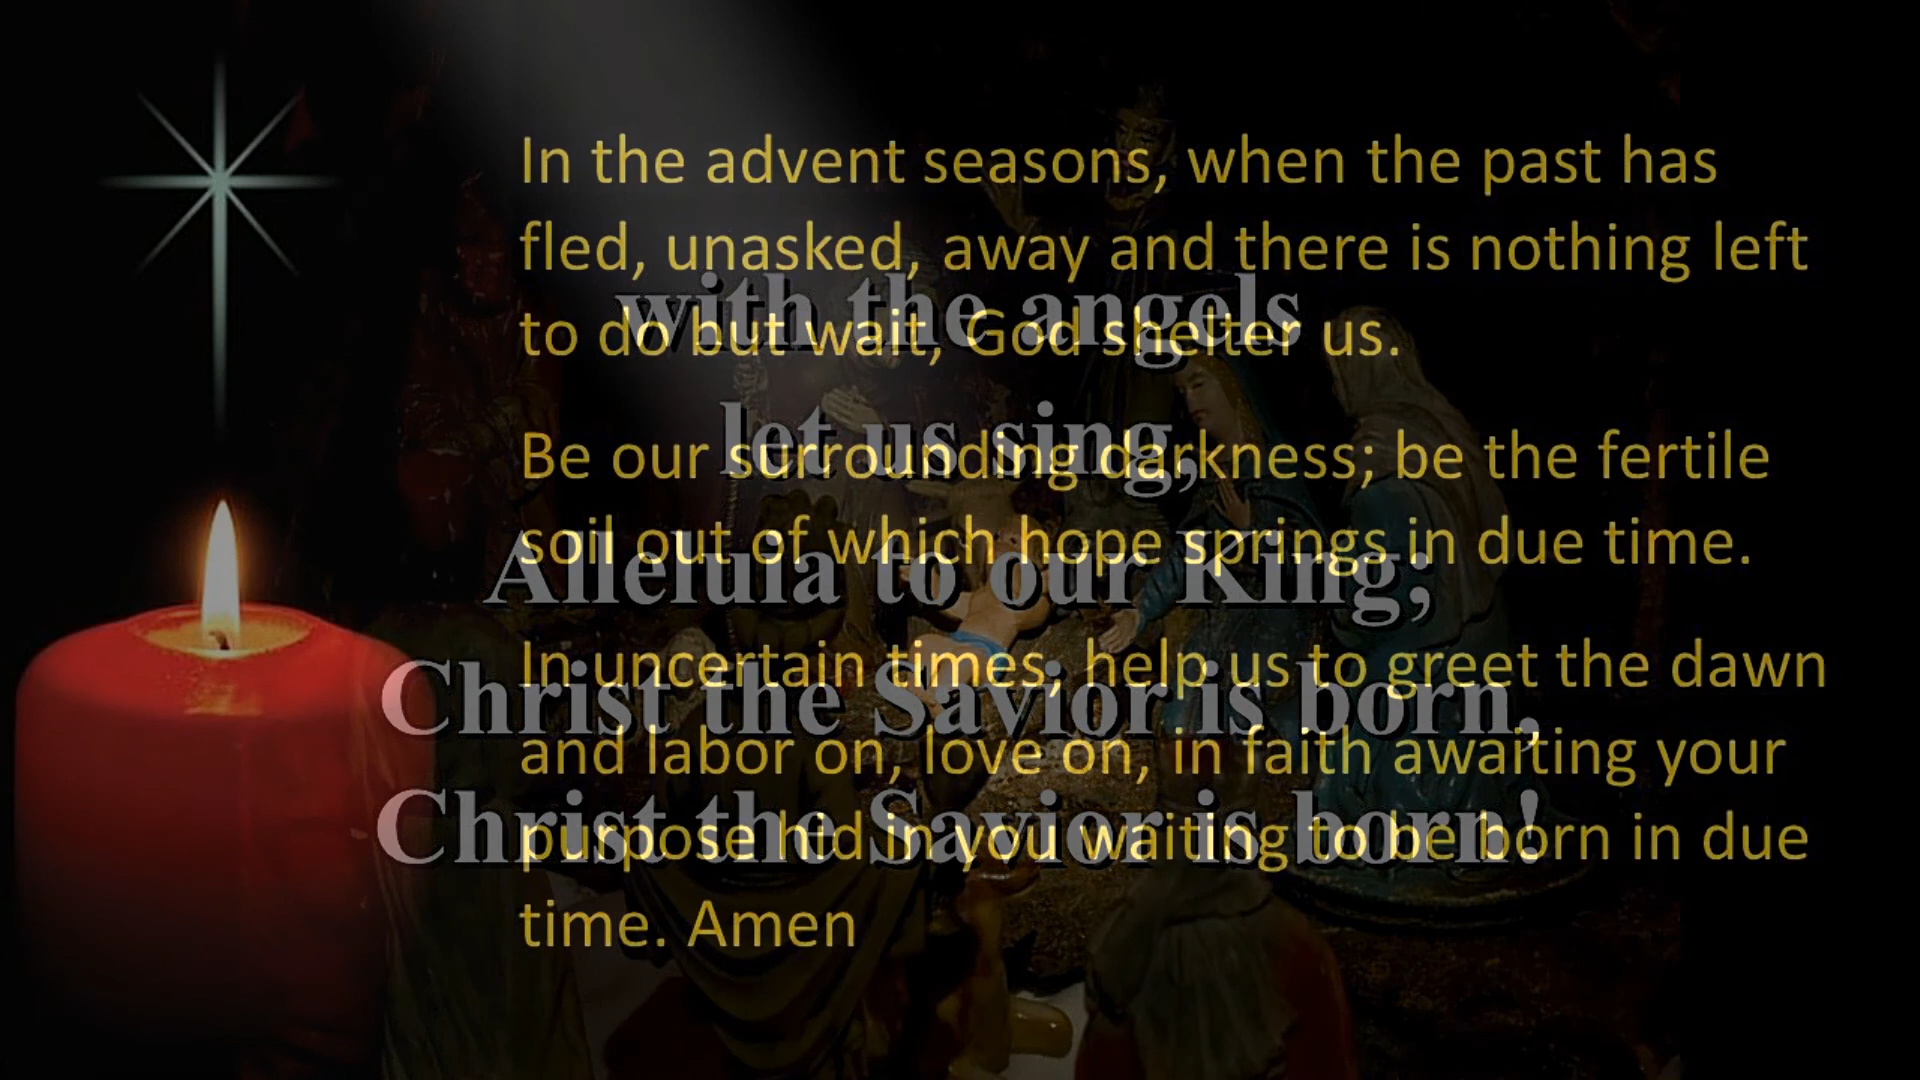 In the advent seasons, when the past has
fled, unasked, away and there is nothing left
to do but wait, God shelter us.
Be our surrounding darkness; be the fertile
soil out of which hope springs in due time.
In uncertain times, help us to greet the dawn
and labor on, love on, in faith awaiting your
purpose hid in you waiting to be born in due
time. Amen
with the angels
let us sing,
Alleluia to our King;
Christ the Savior is born,
Christ the Savior is born!